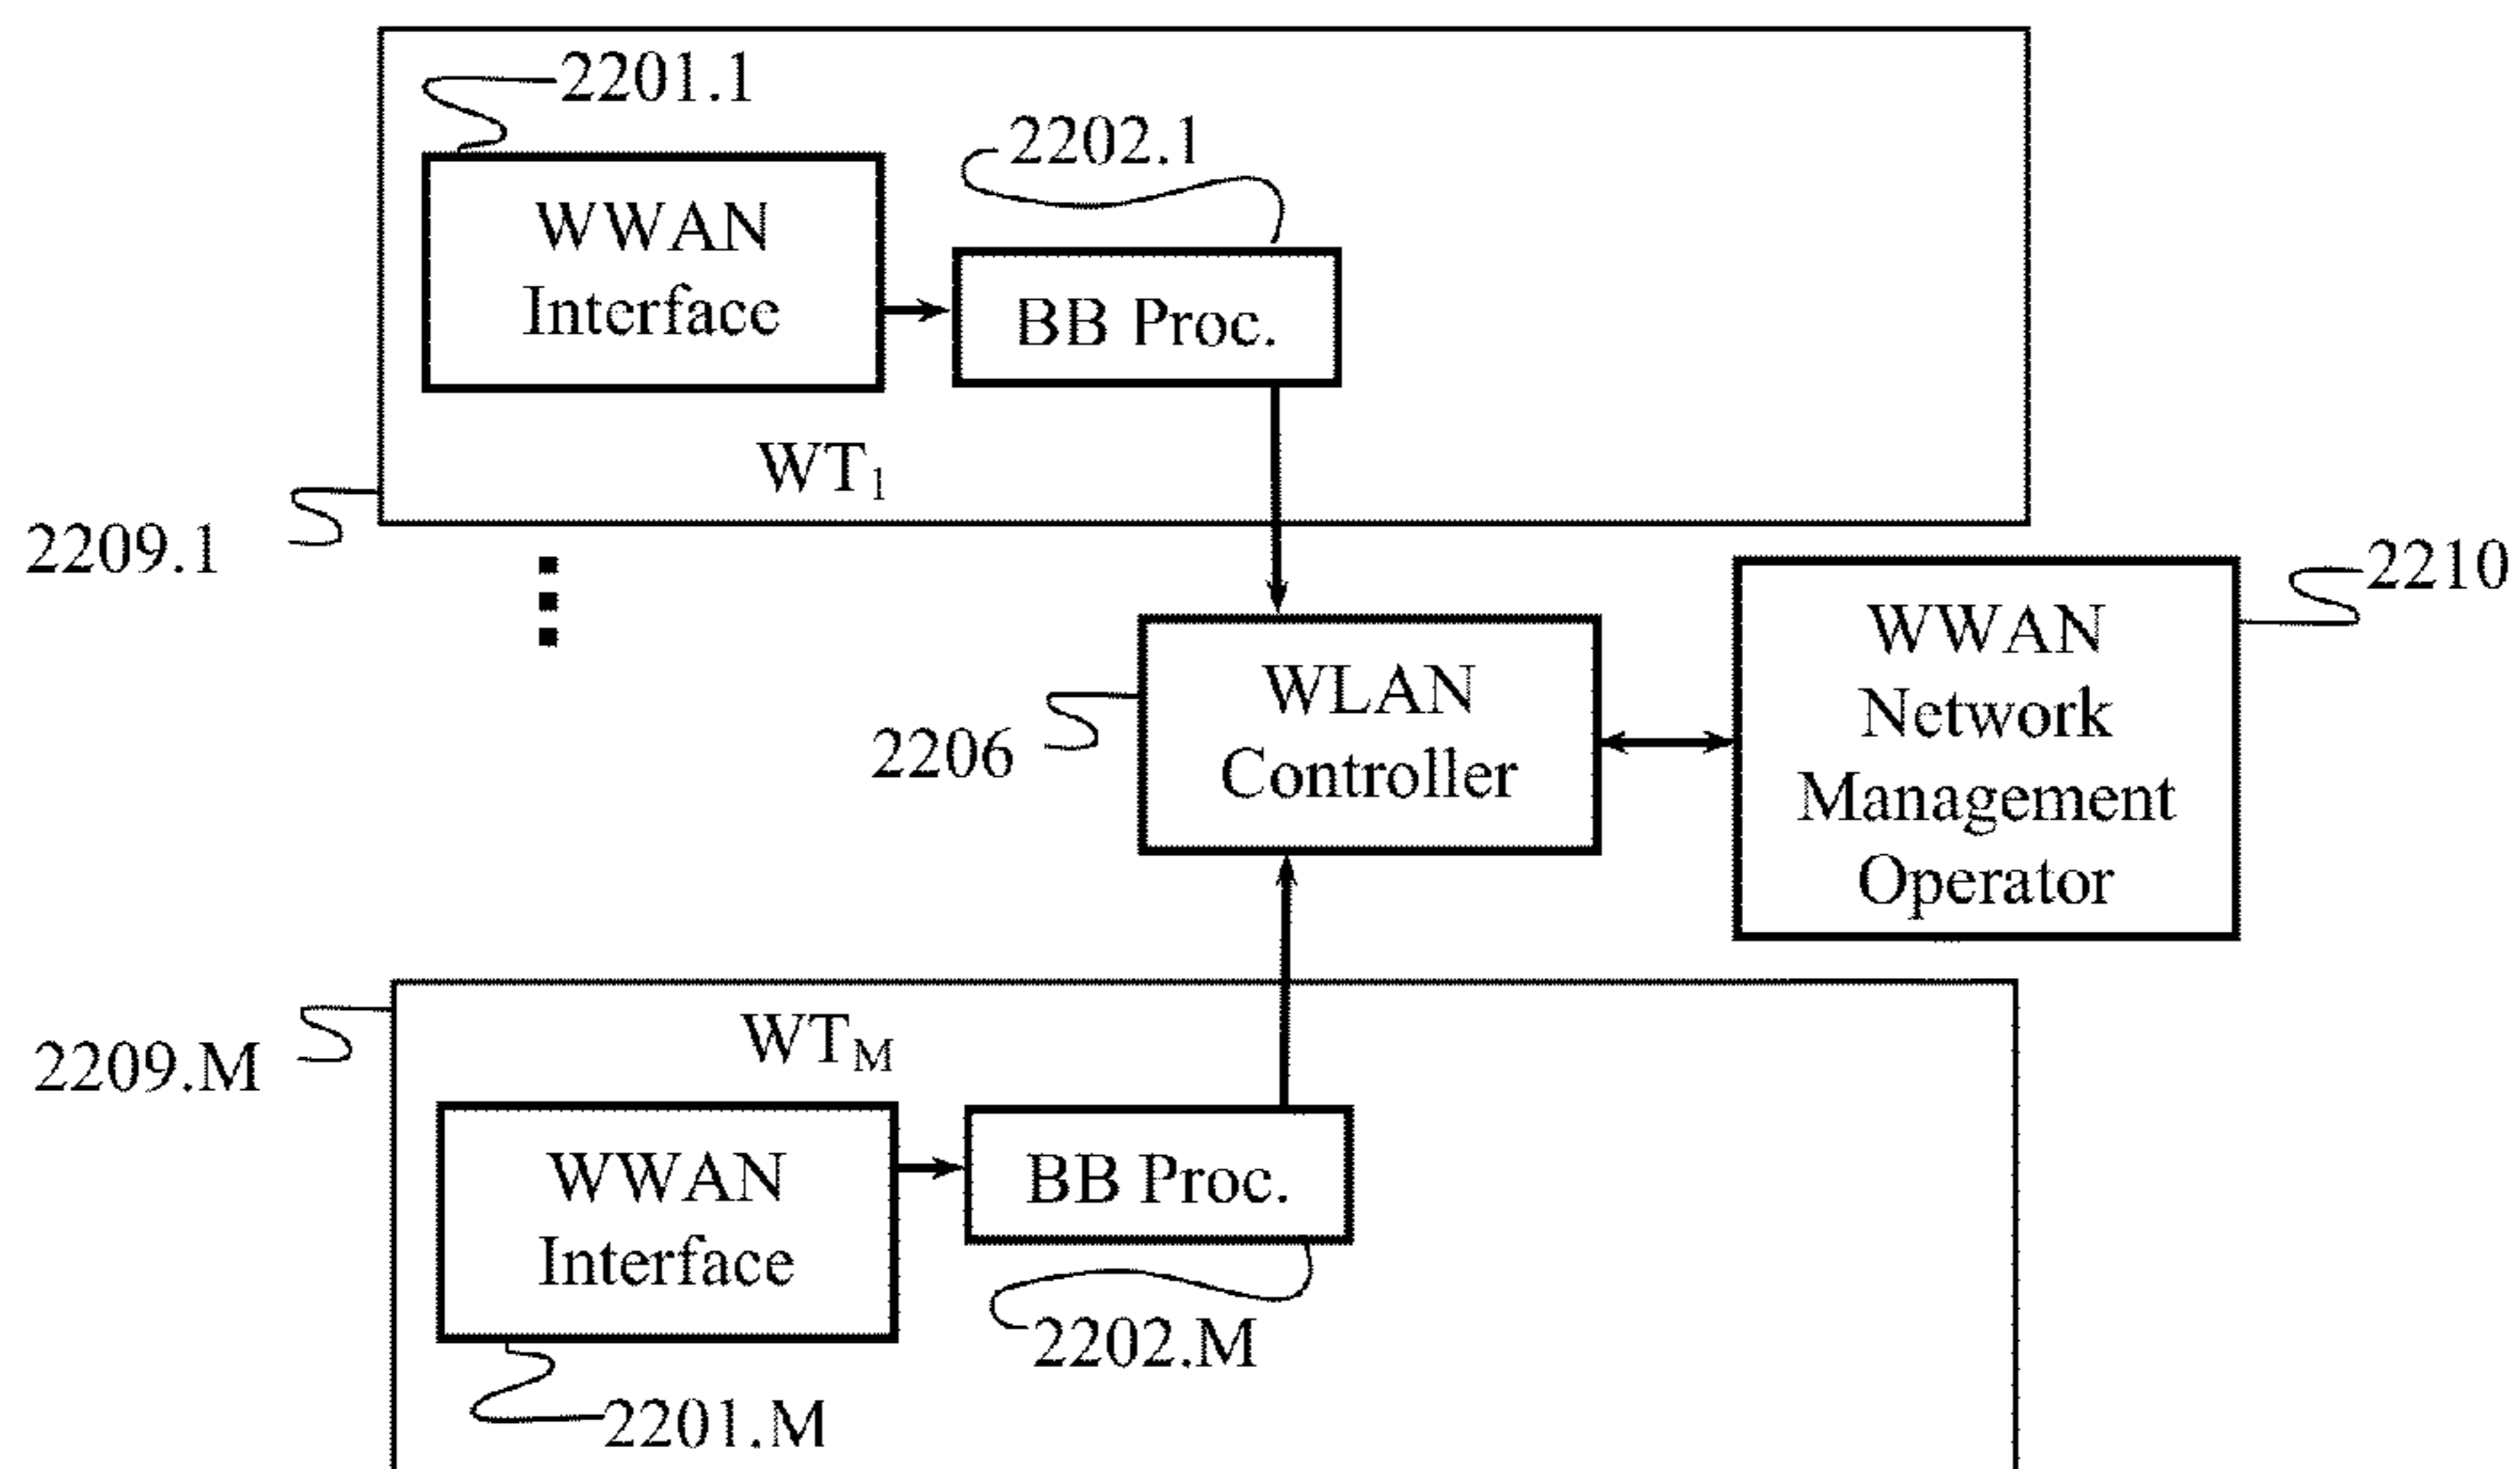 2201.1
2202.1
WWAN
Interface
BB Proc.
WT1
2209.1
2210
WWAN
Network
Management
Operator
WLAN
Controller
2206
2209.M
WTM
WWAN
Interface
BB Proc.
2202.M
2201.M